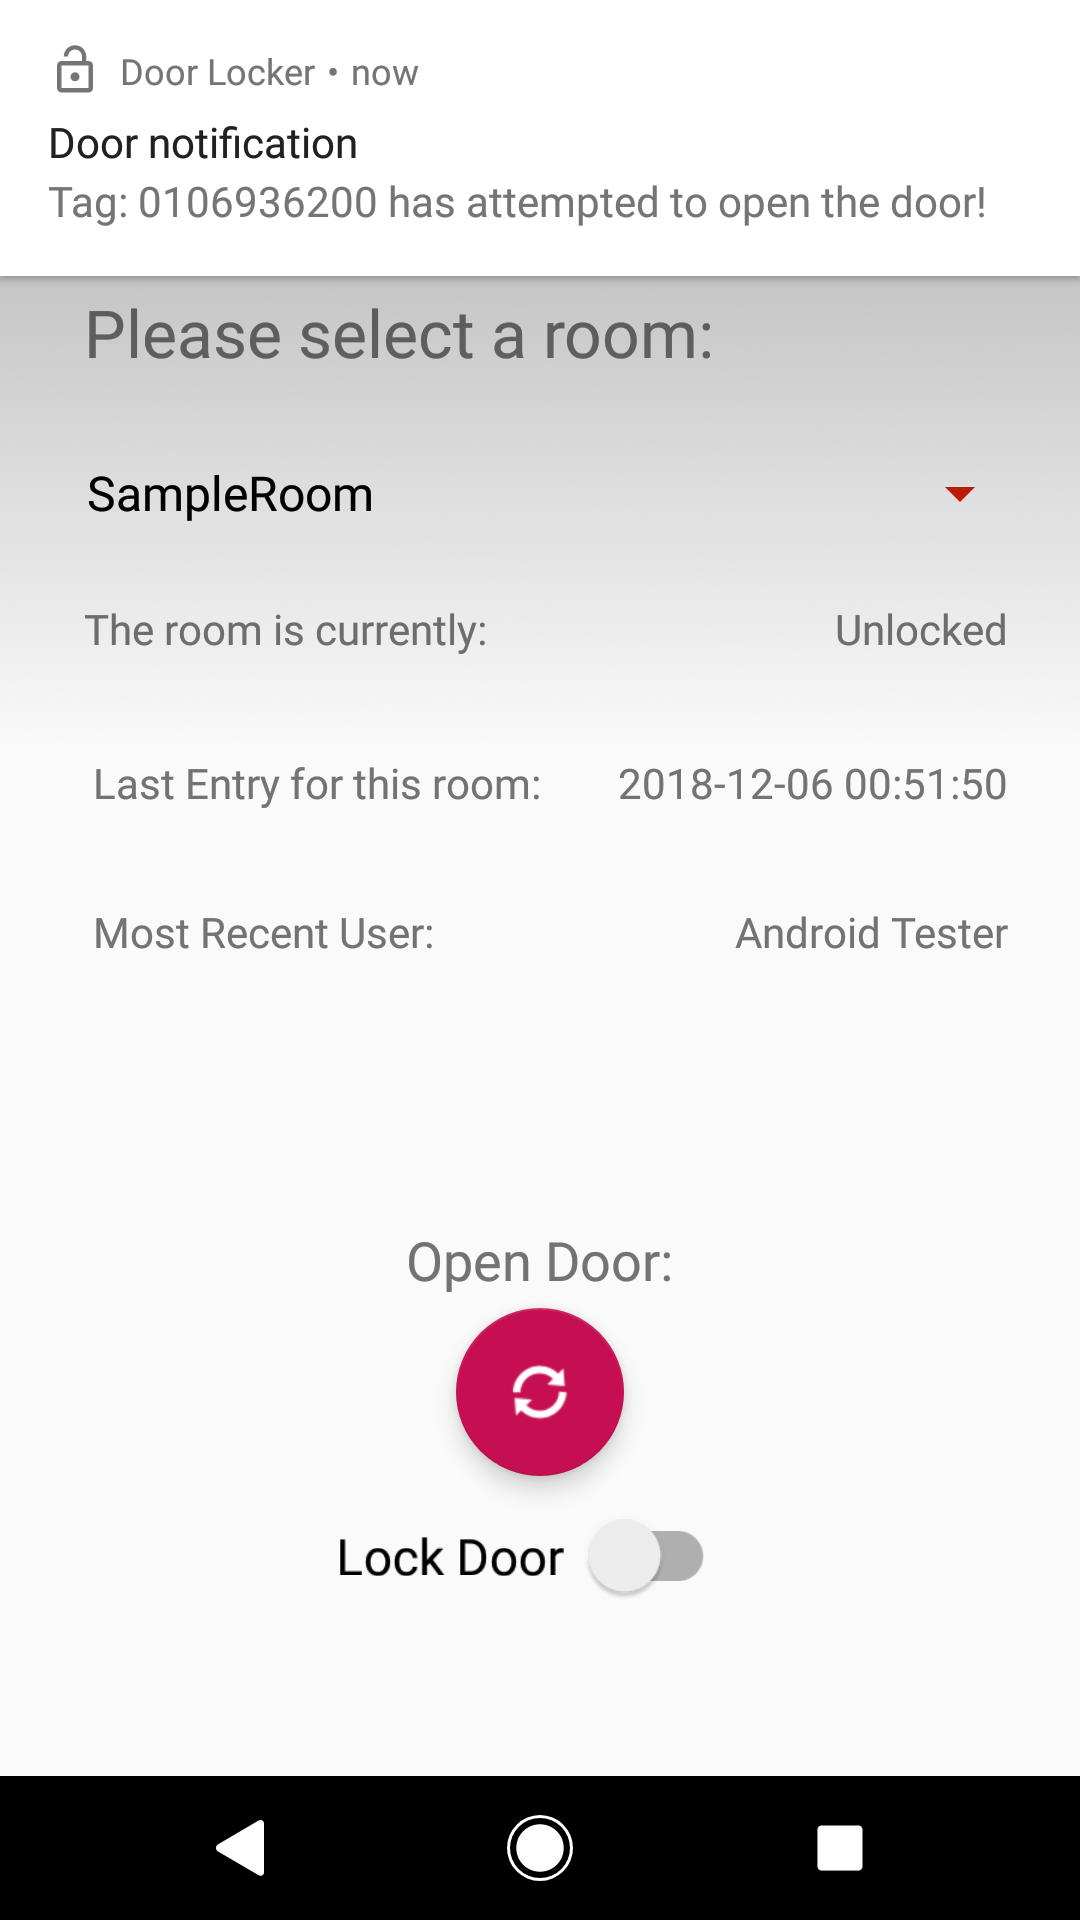 Door Locker • now
Door notification
Tag: 0106936200 has attempted to open the door!
Please select a room:
SampleRoom
The room is currently: Unlocked
Last Entry for this room: 2018-12-06 00:51:50
Most Recent User: Android Tester
Open Door:
Lock Door